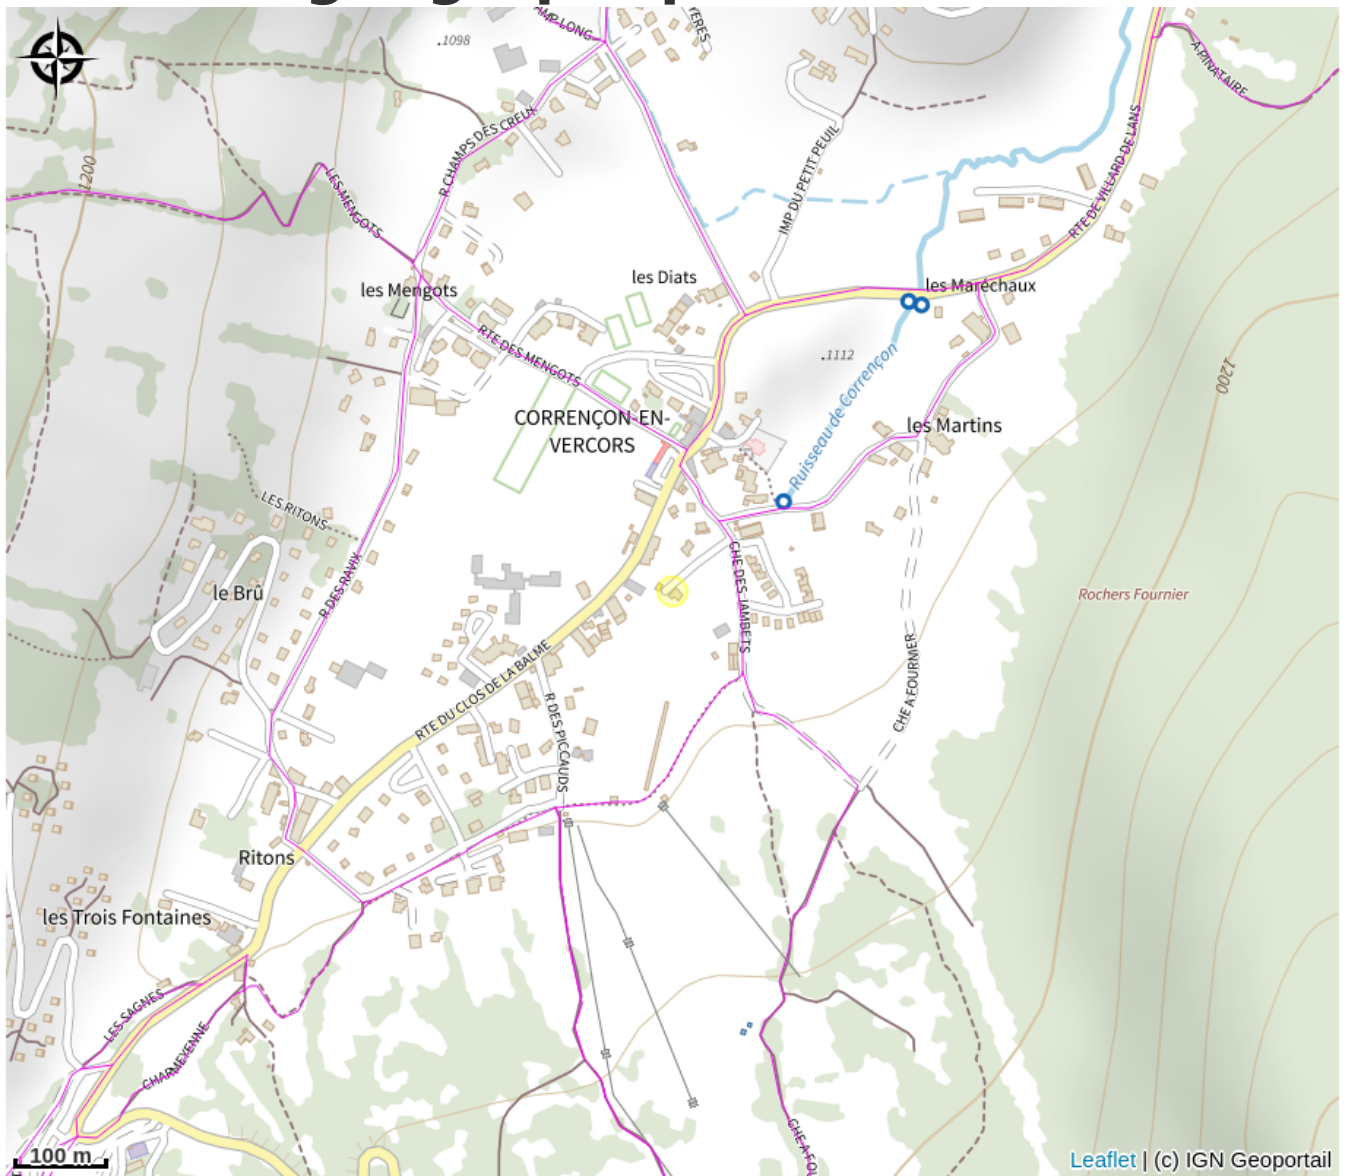 .1098
R CHAMPS DES CREUX
A PINATAIRE
1200
LES MENGOTS
IMP DU PETIT PEUIL
RTE DE VILLARD DE LANS
les Diats
les Mengots
les Maréchaux
RTE DES MENGOTS
.1112
1200
Ruisseau de Corrençon
CORRENÇON-EN-
VERCORS
les Martins
LES RITONS
R DES RAVIX
le Brû
CHE DES JAMBETS
Rochers Fournier
CHE A FOURNIER
RTE DU CLOS DE LA BALME
R DES PICCAUDS
Ritons
les Trois Fontaines
LES SAGNES
CHARMEYENNE
100 m
Leaflet | (c) IGN Geoportail